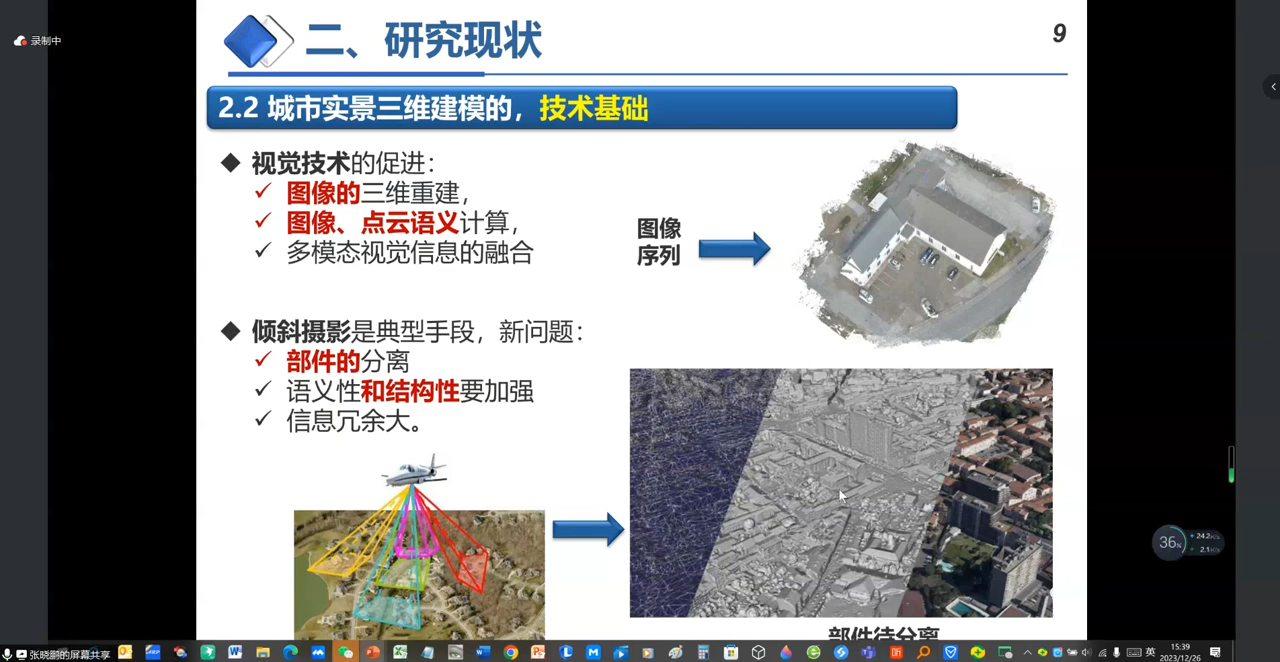 录制中
二、研究现状
9
2.2 城市实景三维建模的，技术基础
◆ 视觉技术的促进：
✓ 图像的三维重建，
✓ 图像、点云语义计算，
✓ 多模态视觉信息的融合
图像
序列
◆ 倾斜摄影是典型手段，新问题：
✓ 部件的分离
✓ 语义性和结构性要加强
✓ 信息冗余大。
部件待分离
36%
24.2K/s
2.1K/s
张晓鹏的屏幕共享
英
15:39
2023/12/26